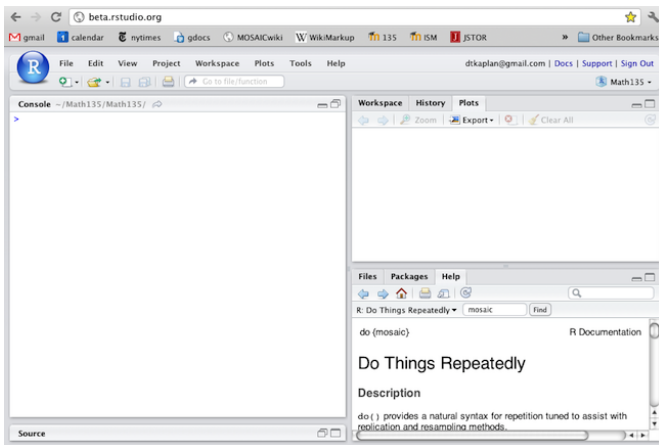 beta.rstudio.org
gmail calendar nytimes gdocs MOSAICwiki WikiMarkup 135 ISM JSTOR » Other Bookmarks
R File Edit View Project Workspace Plots Tools Help dtkaplan@gmail.com | Docs | Support | Sign Out
Go to file/function Math135
Console ~/Math135/Math135/
>
Workspace History Plots
Zoom Export Clear All
Files Packages Help
R: Do Things Repeatedly mosaic Find
do {mosaic} R Documentation
Do Things Repeatedly
Description
do() provides a natural syntax for repetition tuned to assist with
replication and resampling methods.
Source